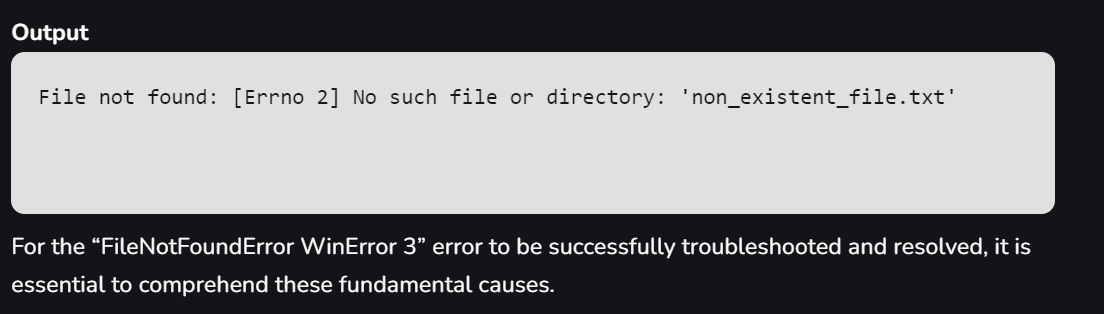 Output
File not found: [Errno 2] No such file or directory: 'non_existent_file.txt'
For the “FileNotFoundError WinError 3” error to be successfully troubleshooted and resolved, it is
essential to comprehend these fundamental causes.